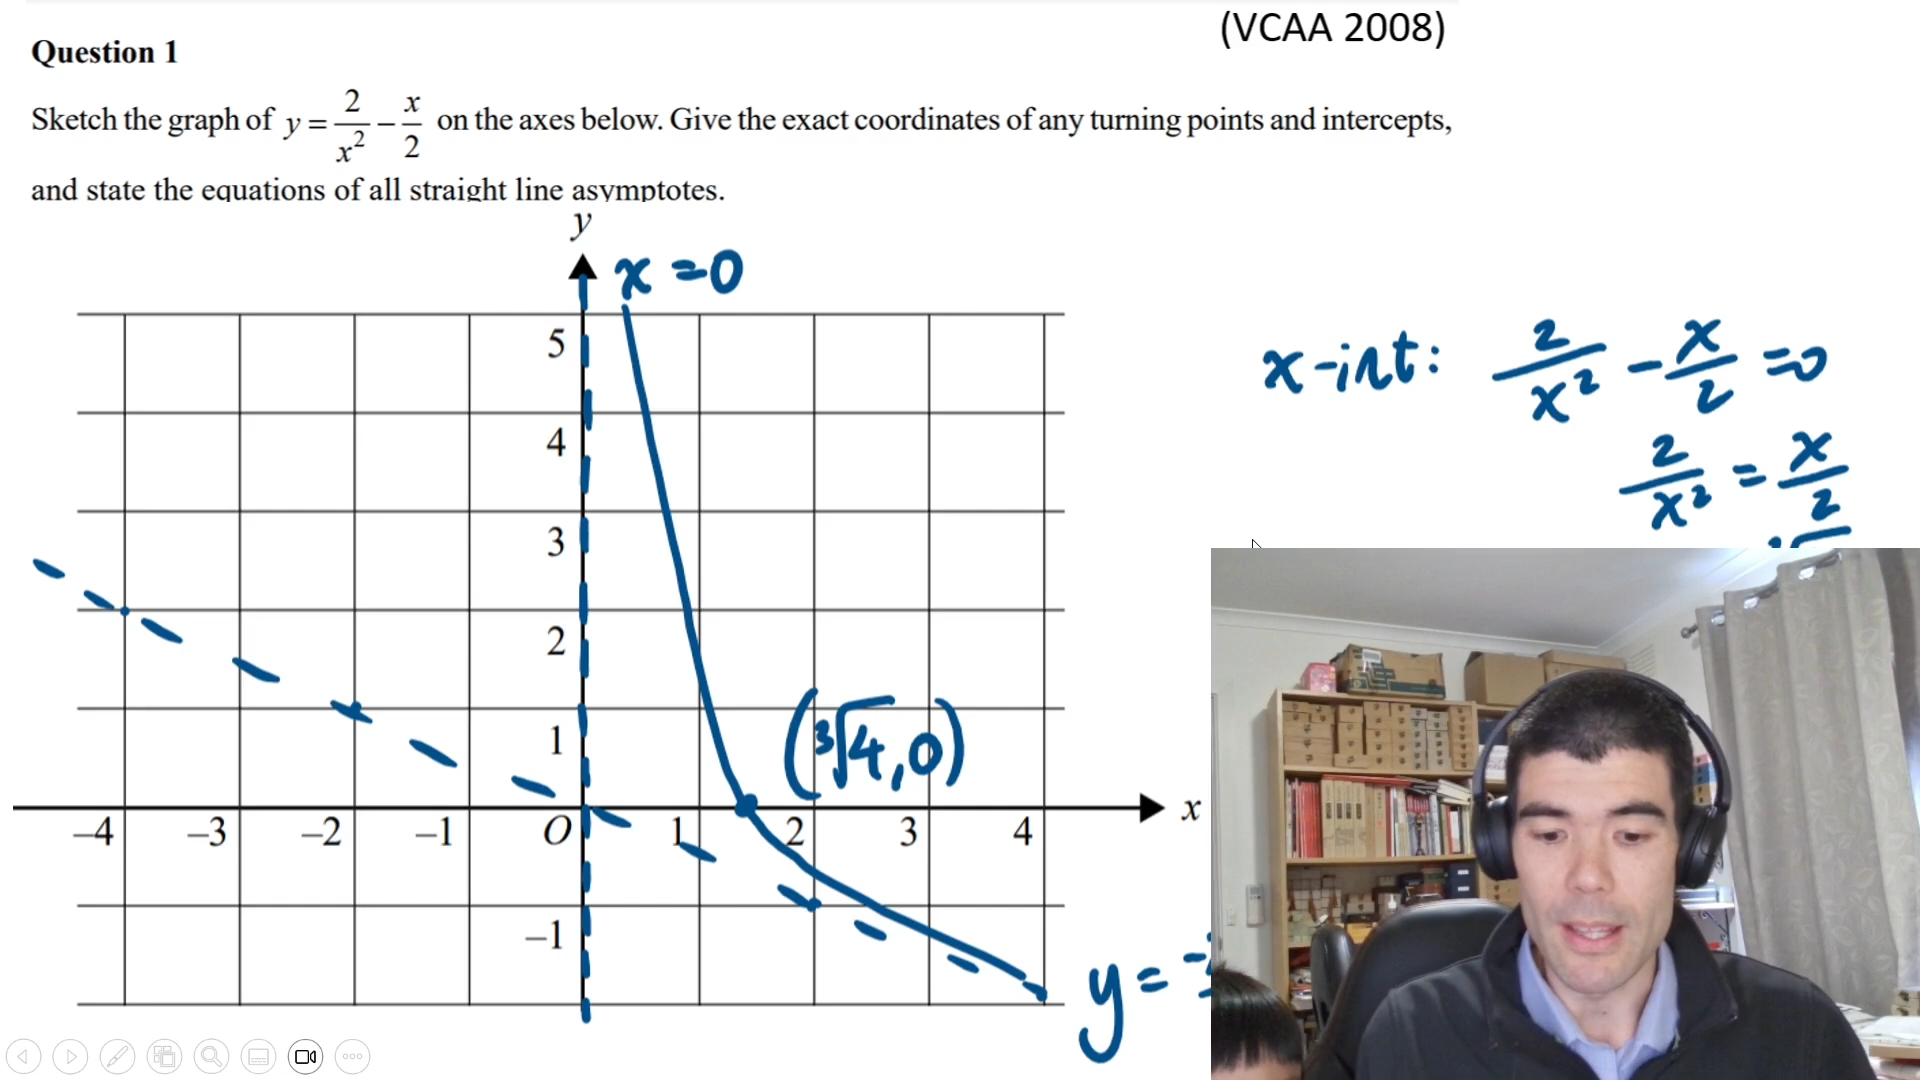 (VCAA 2008)
Question 1
Sketch the graph of y = 2/x² − x/2 on the axes below. Give the exact coordinates of any turning points and intercepts,
and state the equations of all straight line asymptotes.
y
x = 0
5
4
3
2
1
(³√4, 0)
−4 −3 −2 −1 O 1 2 3 4 x
−1
y = −
x-int: 2/x² − x/2 = 0
2/x² = x/2